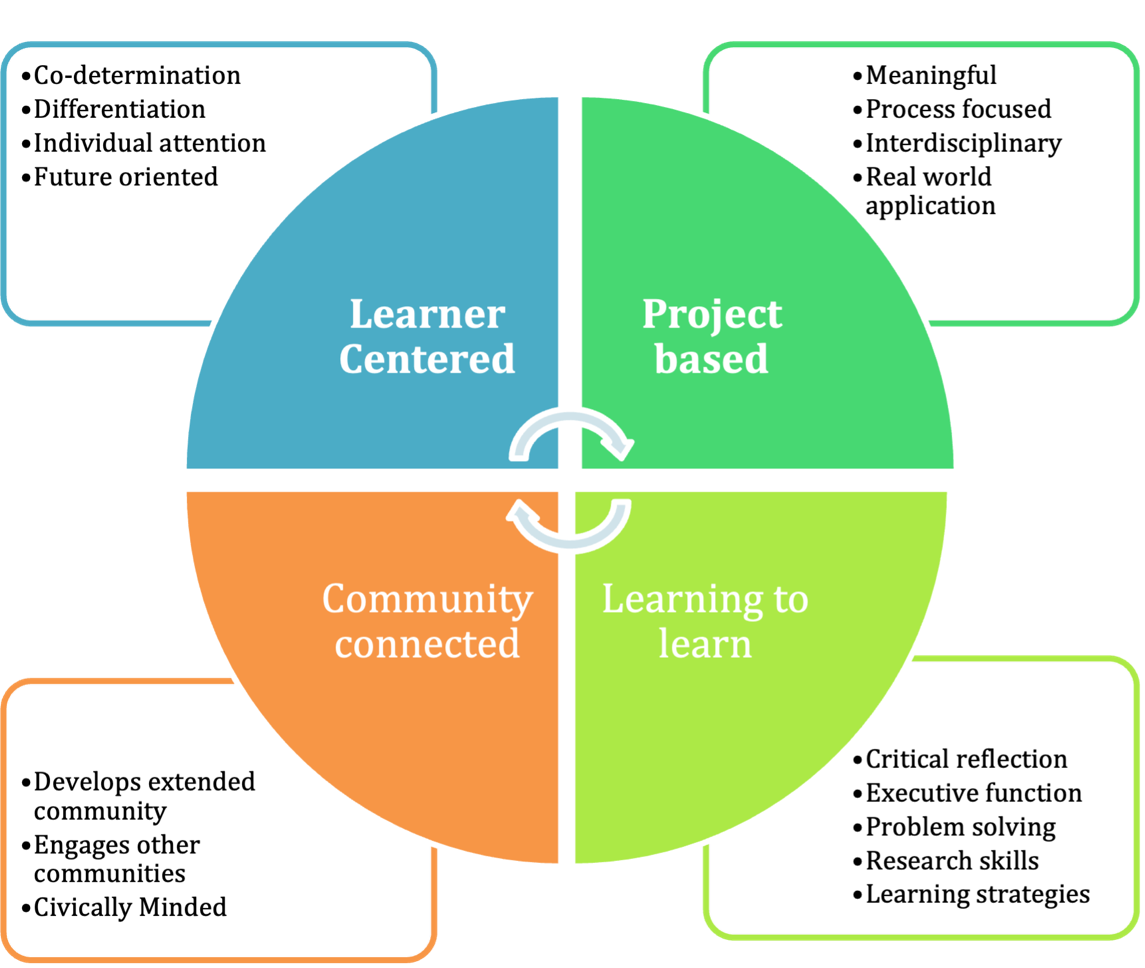 •Co-determination
•Differentiation
•Individual attention
•Future oriented
•Meaningful
•Process focused
•Interdisciplinary
•Real world
application
Learner
Centered
Project
based
Community
connected
Learning to
learn
•Develops extended
community
•Engages other
communities
•Civically Minded
•Critical reflection
•Executive function
•Problem solving
•Research skills
•Learning strategies